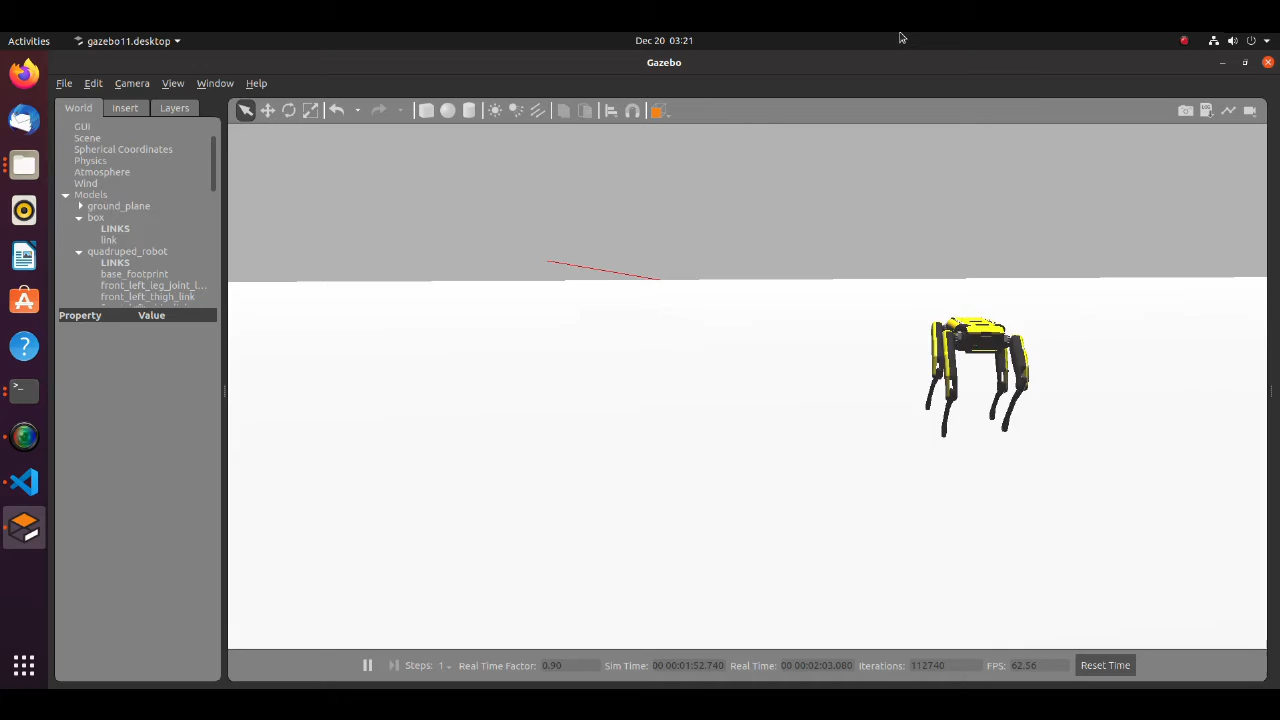 Activities gazebo11.desktop Dec 20 03:21
Gazebo
File Edit Camera View Window Help
World Insert Layers
GUI
Scene
Spherical Coordinates
Physics
Atmosphere
Wind
Models
ground_plane
box
LINKS
link
quadruped_robot
LINKS
base_footprint
front_left_leg_joint_l...
front_left_thigh_link
Property Value
Steps: 1 Real Time Factor: 0.90 Sim Time: 00 00:01:52.740 Real Time: 00 00:02:03.080 Iterations: 112740 FPS: 62.56 Reset Time